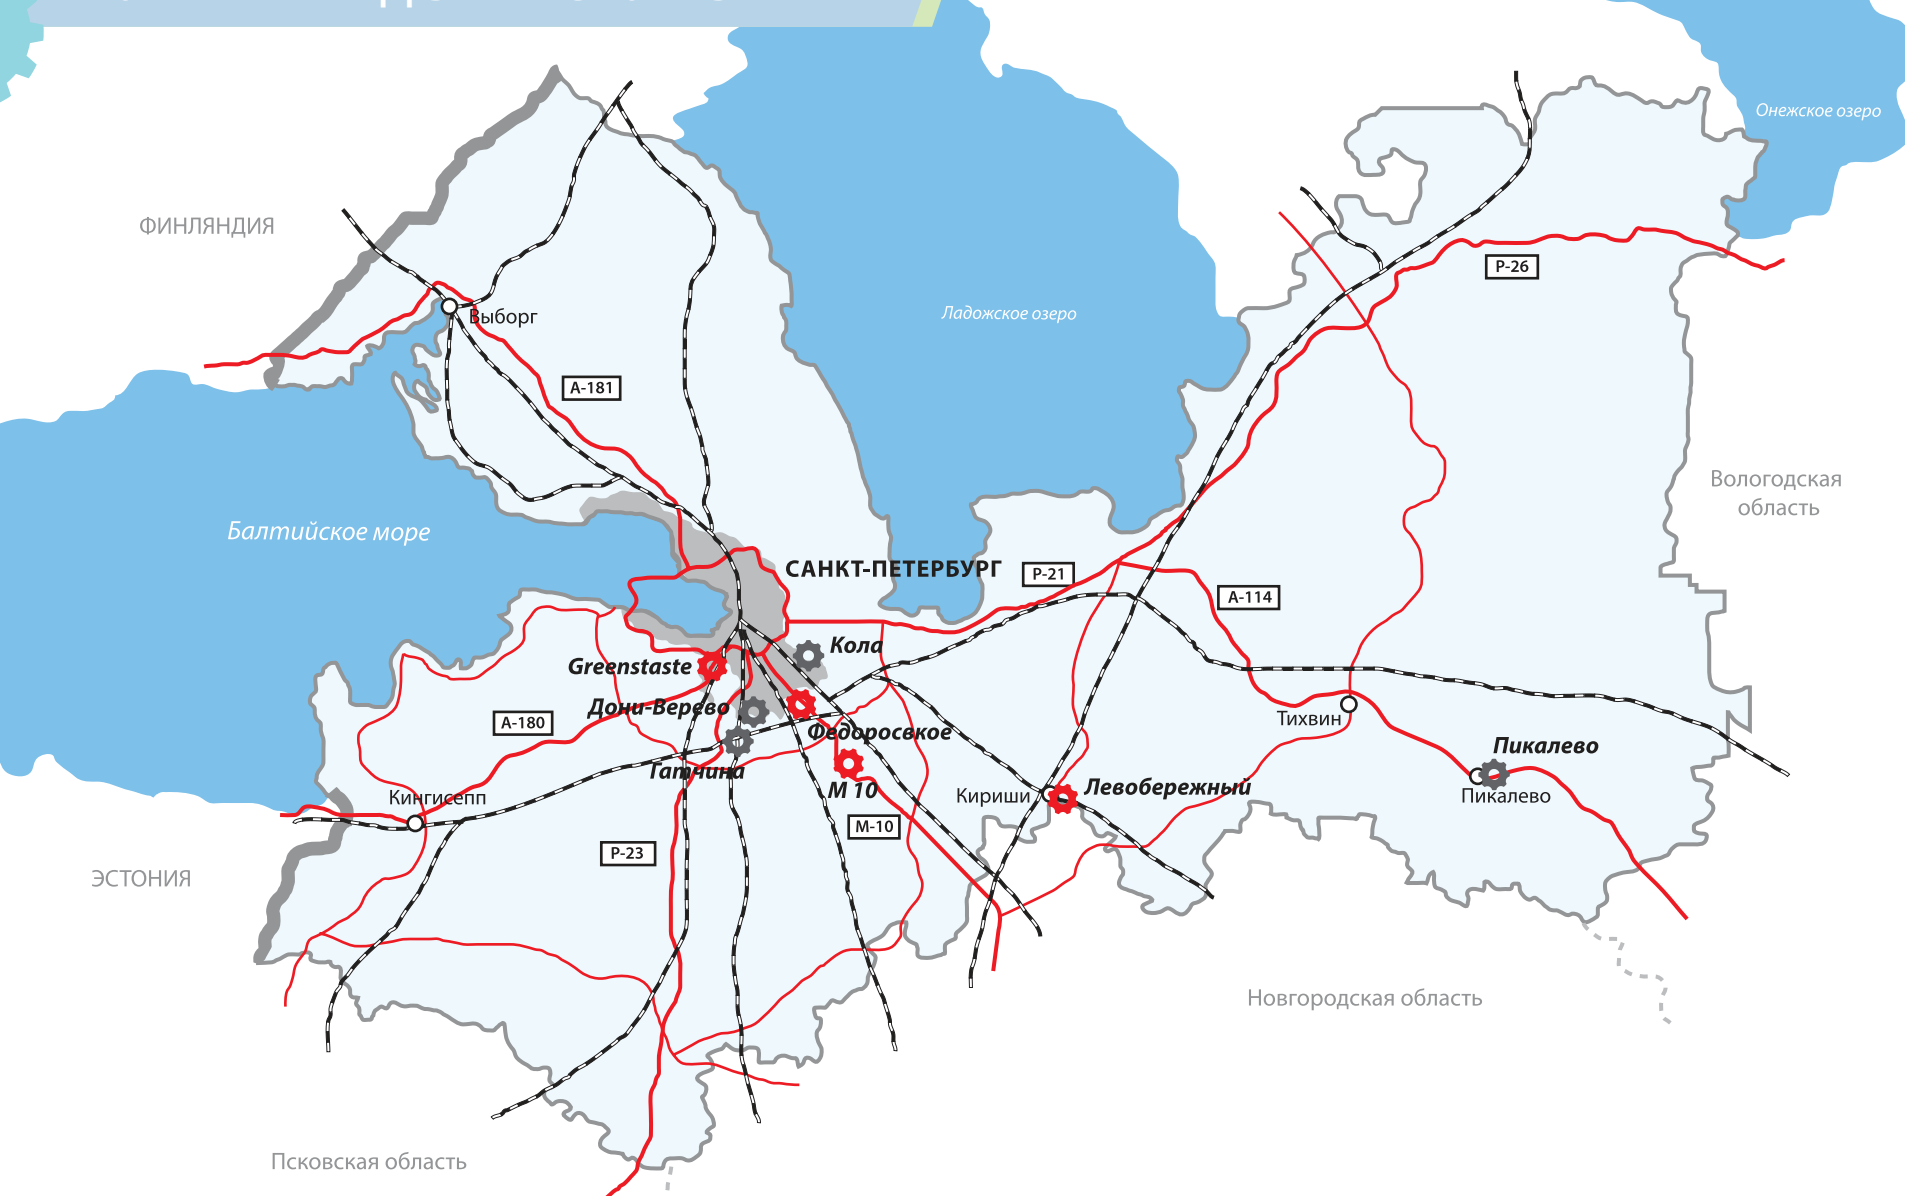 Онежское озеро
ФИНЛЯНДИЯ
Р-26
Ладожское озеро
Выборг
А-181
Вологодская
область
Балтийское море
САНКТ-ПЕТЕРБУРГ
Р-21
А-114
Кола
Greenstaste
Дони-Верево
А-180
Тихвин
Федоросвкое
Пикалево
Гатчина
М 10
Левобережный
Кингисепп
Кириши
Пикалево
М-10
Р-23
ЭСТОНИЯ
Новгородская область
Псковская область